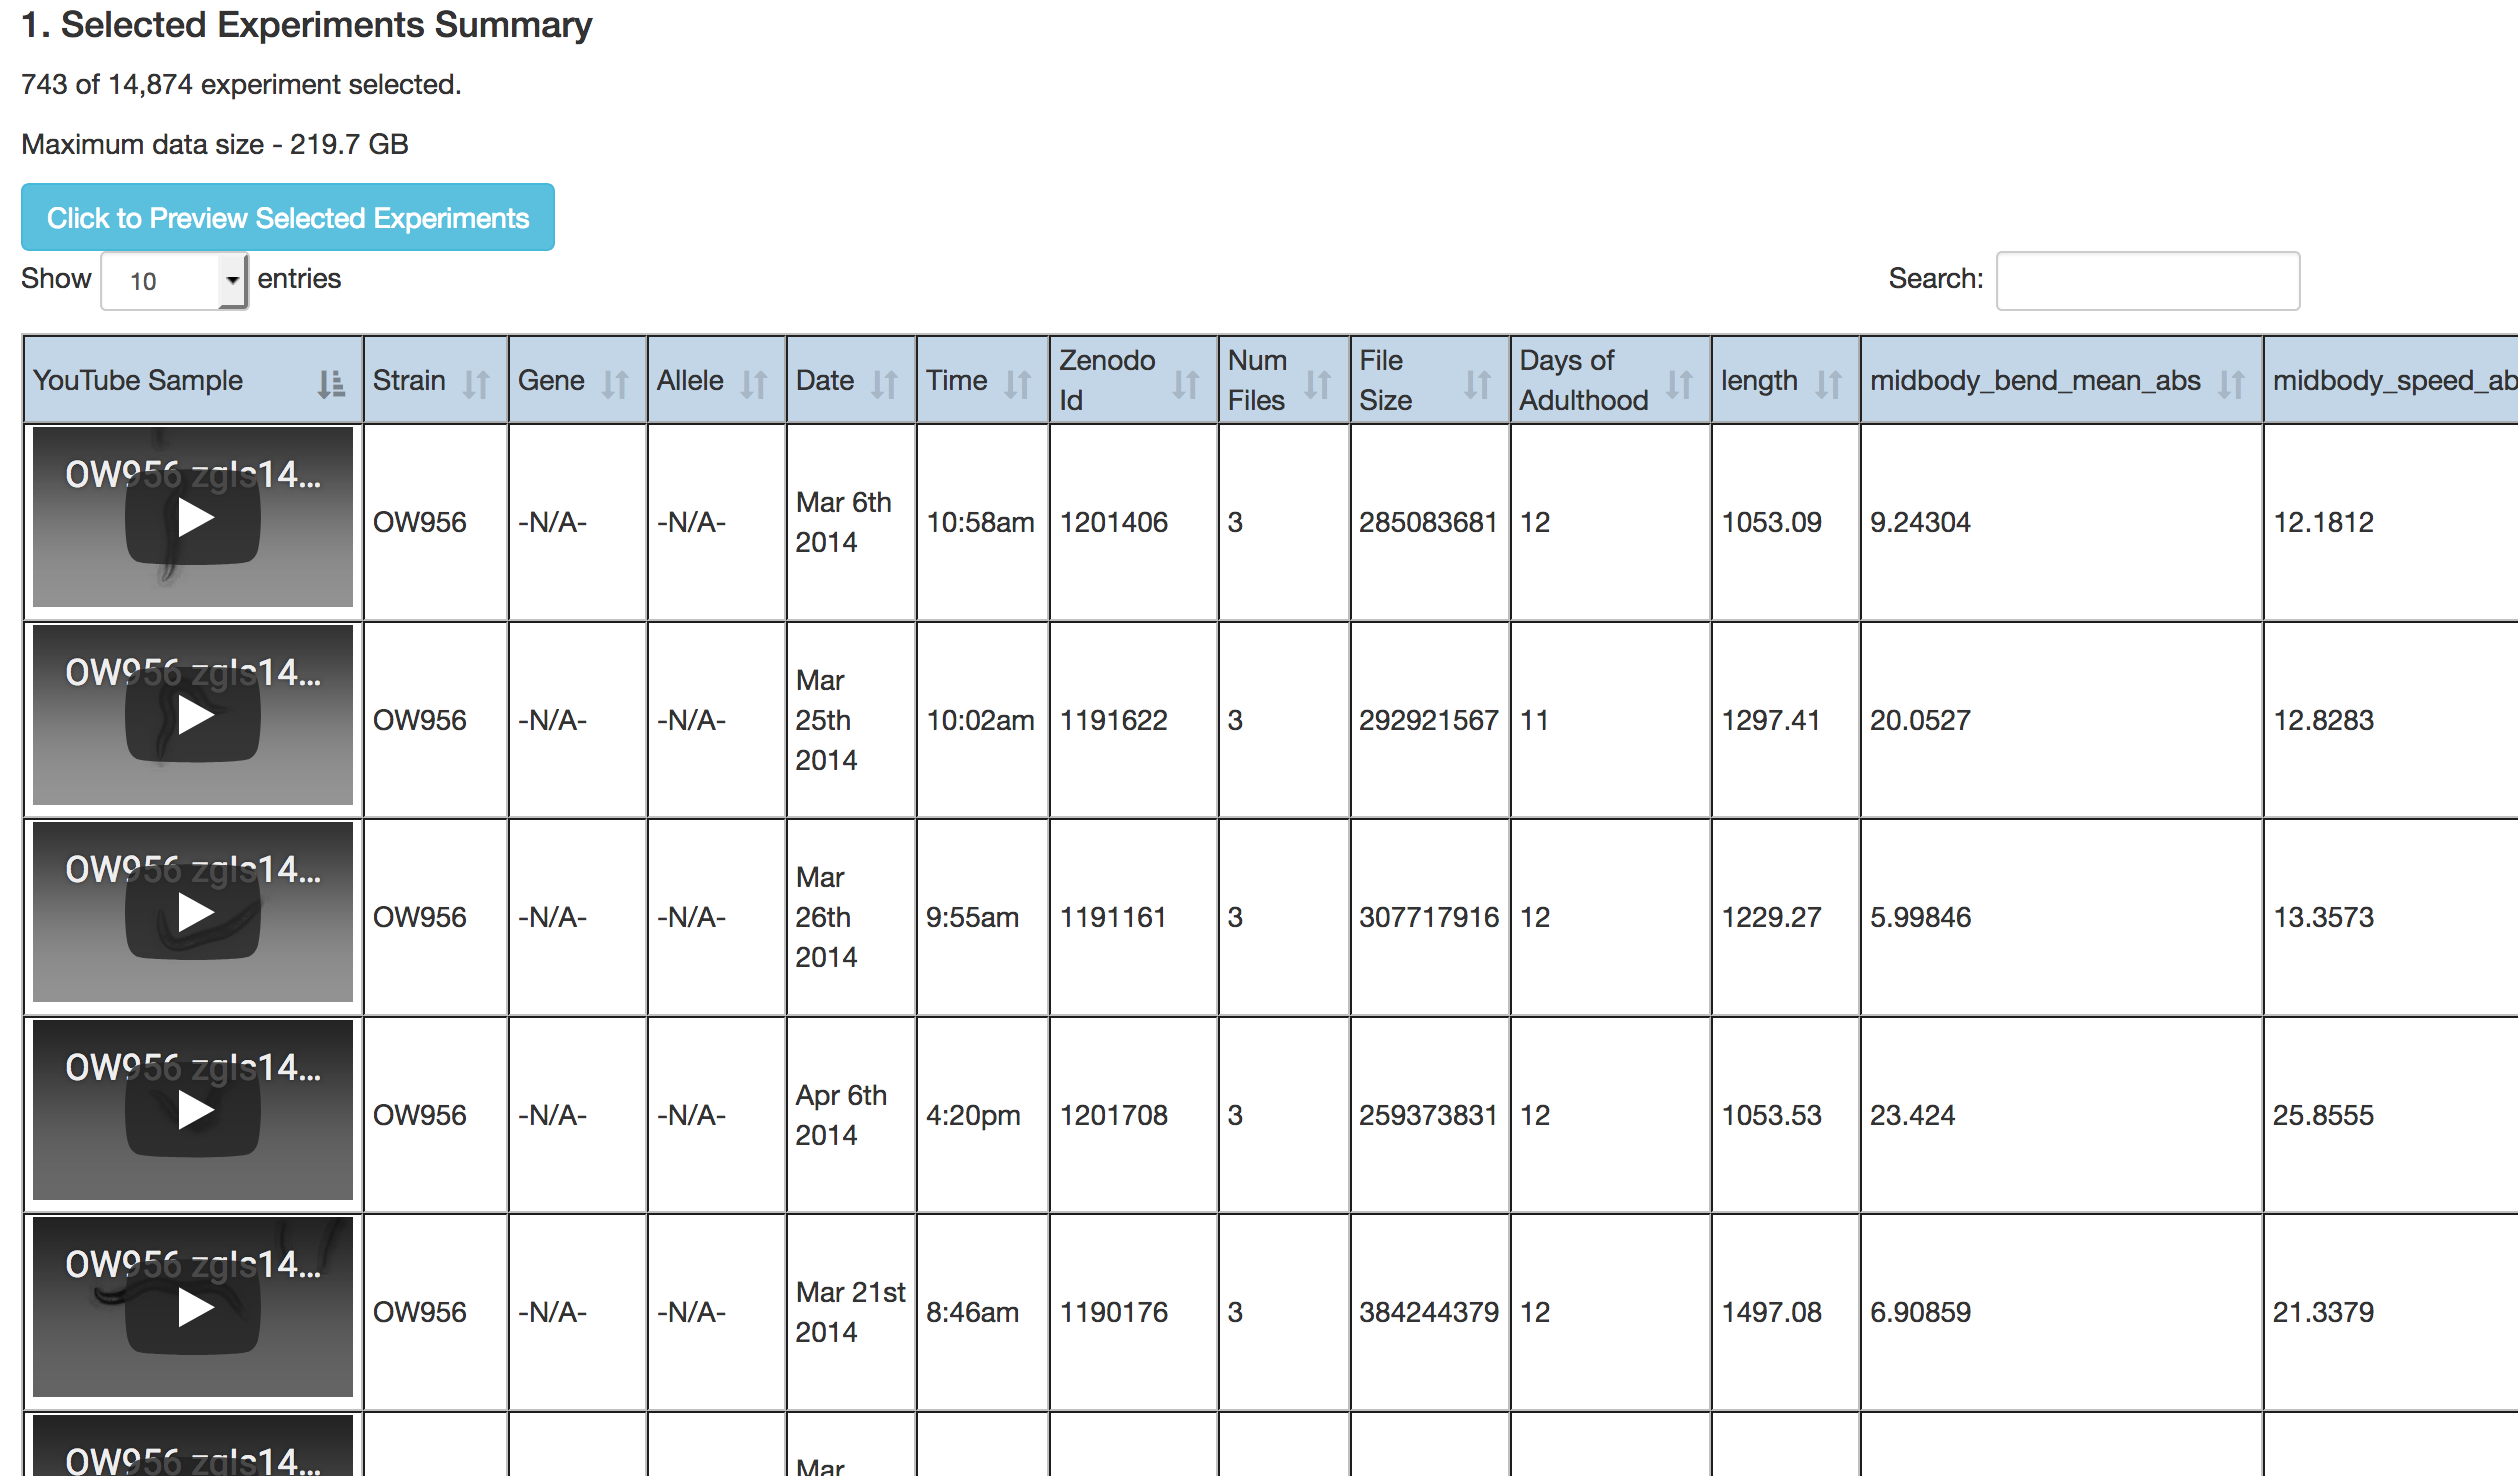 1. Selected Experiments Summary
743 of 14,874 experiment selected.
Maximum data size - 219.7 GB
Click to Preview Selected Experiments
Show 10 entries Search:
YouTube Sample Strain Gene Allele Date Time Zenodo Id Num Files File Size Days of Adulthood length midbody_bend_mean_abs midbody_speed_ab
OW956 zgIs14... OW956 -N/A- -N/A- Mar 6th 2014 10:58am 1201406 3 285083681 12 1053.09 9.24304 12.1812
OW956 zgIs14... OW956 -N/A- -N/A- Mar 25th 2014 10:02am 1191622 3 292921567 11 1297.41 20.0527 12.8283
OW956 zgIs14... OW956 -N/A- -N/A- Mar 26th 2014 9:55am 1191161 3 307717916 12 1229.27 5.99846 13.3573
OW956 zgIs14... OW956 -N/A- -N/A- Apr 6th 2014 4:20pm 1201708 3 259373831 12 1053.53 23.424 25.8555
OW956 zgIs14... OW956 -N/A- -N/A- Mar 21st 2014 8:46am 1190176 3 384244379 12 1497.08 6.90859 21.3379
OW956 zgIs14... Mar